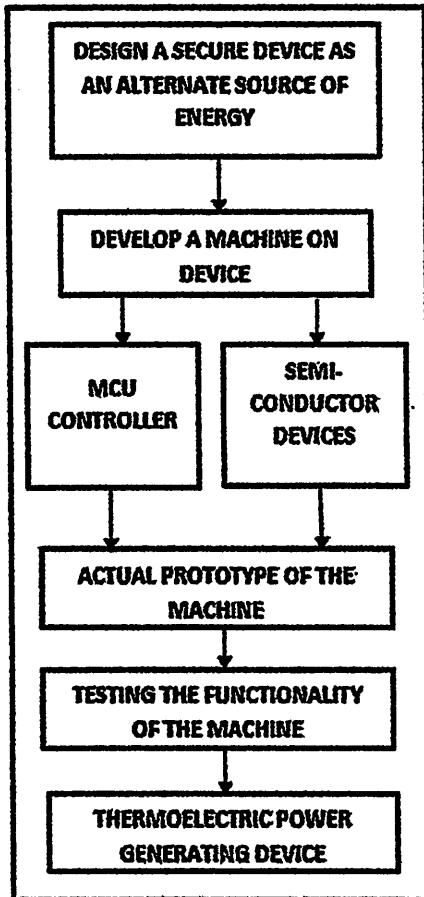 DESIGN A SECURE DEVICE AS
AN ALTERNATE SOURCE OF
ENERGY
DEVELOP A MACHINE ON
DEVICE
MCU
CONTROLLER
SEMI-
CONDUCTOR
DEVICES
ACTUAL PROTOTYPE OF THE
MACHINE
TESTING THE FUNCTIONALITY
OF THE MACHINE
THERMOELECTRIC POWER
GENERATING DEVICE